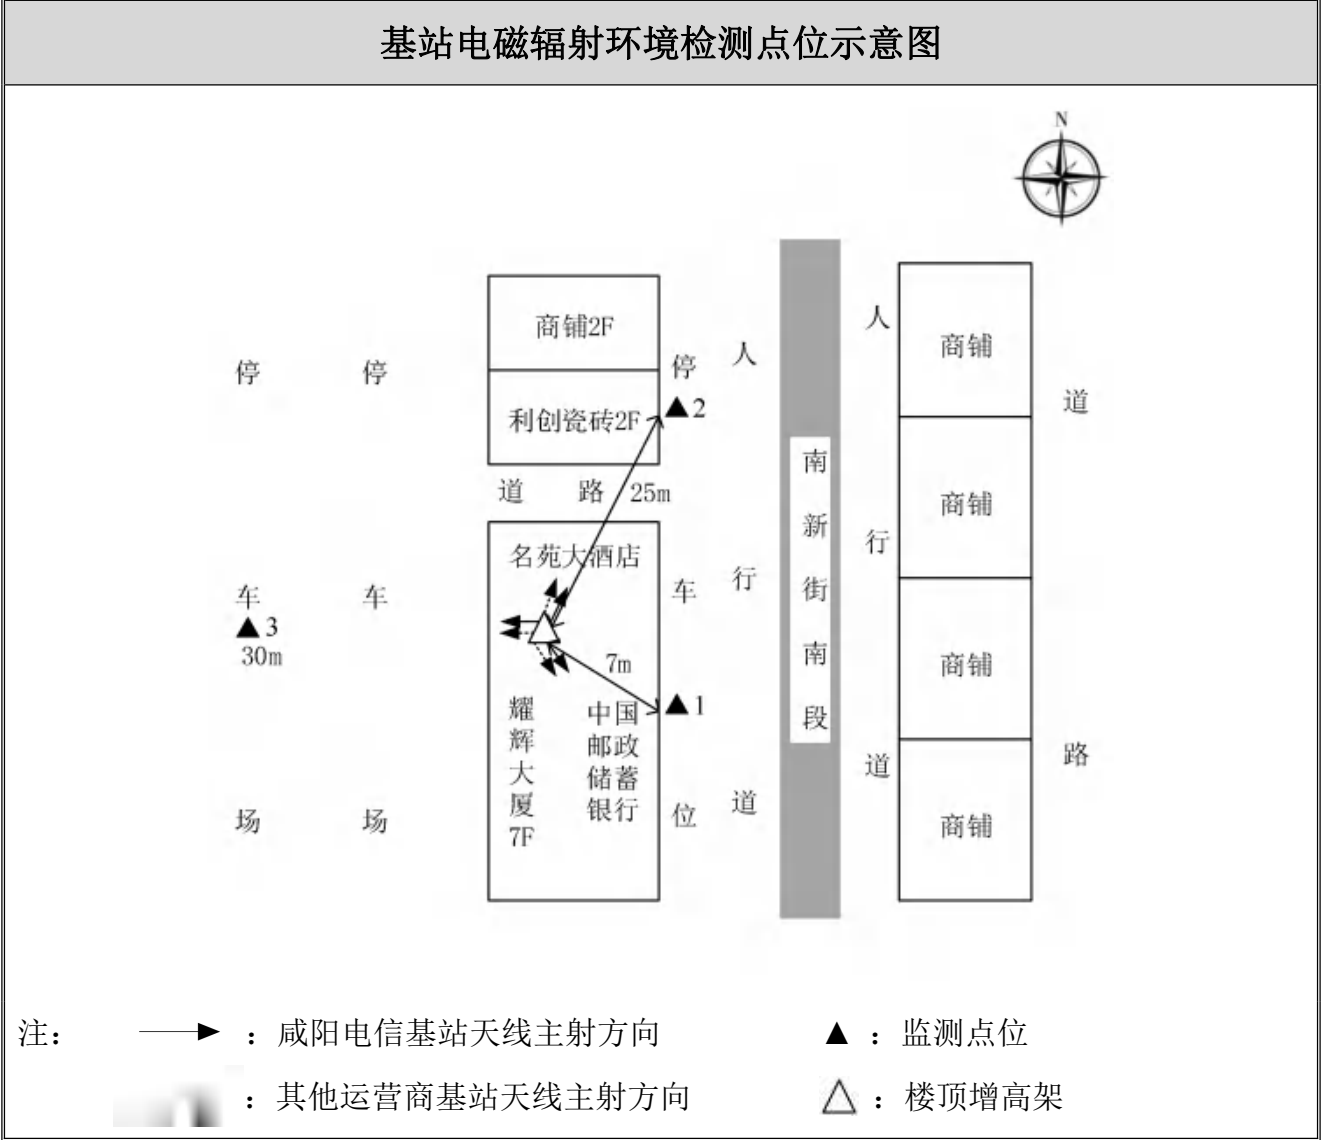 基站电磁辐射环境检测点位示意图
N
商铺2F
利创瓷砖2F
道 路
25m
名苑大酒店
7m
耀辉大厦7F
中国邮政储蓄银行
▲1
▲2
▲3
30m
停车场
停车场
停车位
人行道
南新街南段
人行道
商铺
商铺
商铺
商铺
道路
注：
：咸阳电信基站天线主射方向
▲：监测点位
：其他运营商基站天线主射方向
△：楼顶增高架